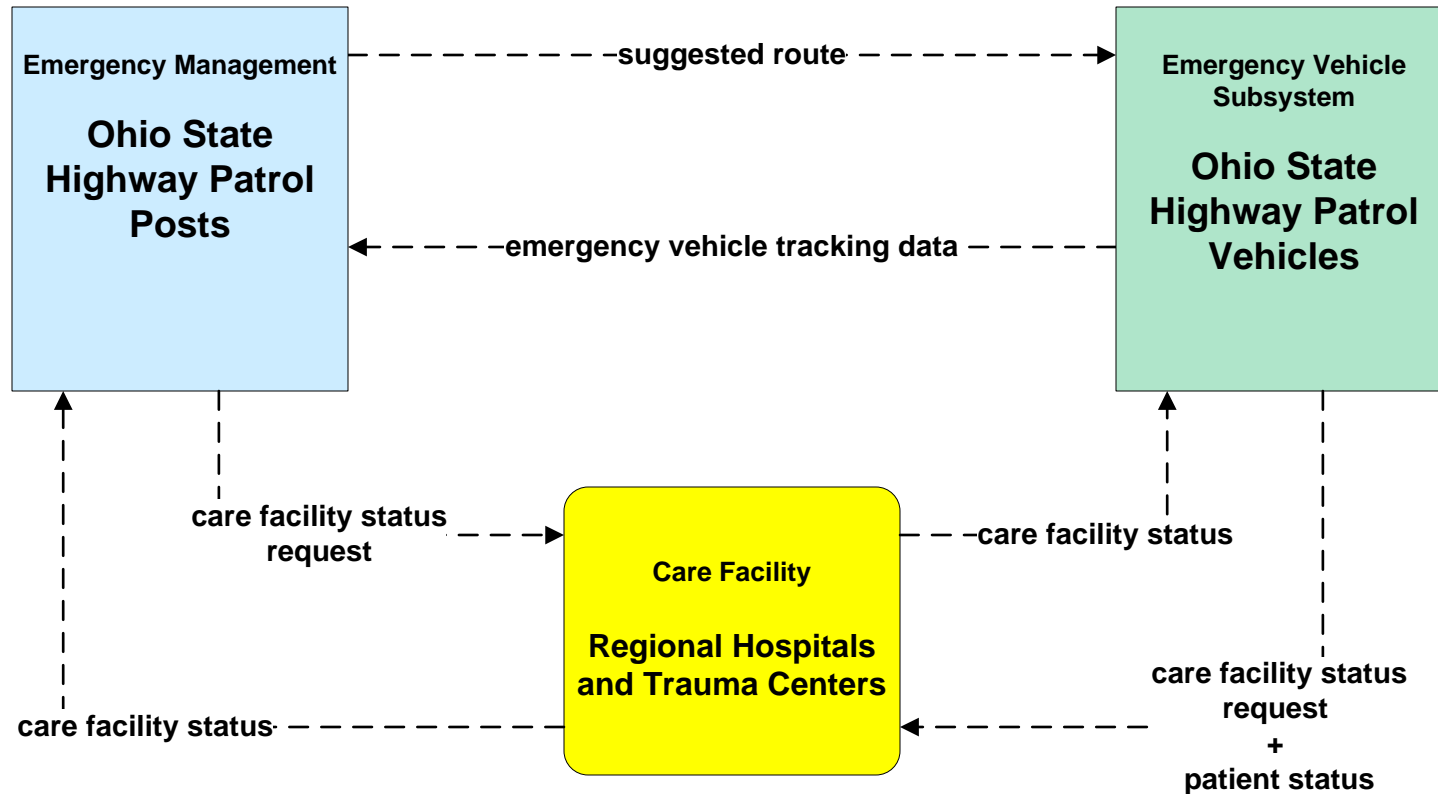 suggested route
Emergency Management
Ohio State
Highway Patrol
Posts
Emergency Vehicle
Subsystem
Ohio State
Highway Patrol
Vehicles
emergency vehicle tracking data
care facility status
request
care facility status
Care Facility
Regional Hospitals
and Trauma Centers
care facility status
care facility status
request
+
patient status